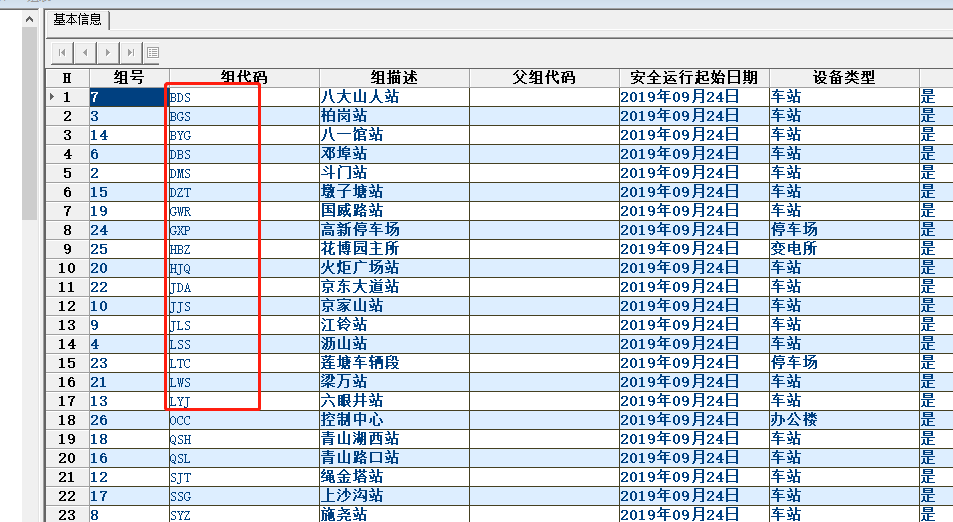 基本信息
H 组号 组代码 组描述 父组代码 安全运行起始日期 设备类型
1 7 BDS 八大山人站 2019年09月24日 车站 是
2 3 BGS 柏岗站 2019年09月24日 车站 是
3 14 BYG 八一馆站 2019年09月24日 车站 是
4 6 DBS 邓埠站 2019年09月24日 车站 是
5 2 DMS 斗门站 2019年09月24日 车站 是
6 15 DZT 墩子塘站 2019年09月24日 车站 是
7 19 GWR 国威路站 2019年09月24日 车站 是
8 24 GXP 高新停车场 2019年09月24日 停车场 是
9 25 HBZ 花博园主所 2019年09月24日 变电所 是
10 20 HJQ 火炬广场站 2019年09月24日 车站 是
11 22 JDA 京东大道站 2019年09月24日 车站 是
12 10 JJS 京家山站 2019年09月24日 车站 是
13 9 JLS 江铃站 2019年09月24日 车站 是
14 4 LSS 沥山站 2019年09月24日 车站 是
15 23 LTC 莲塘车辆段 2019年09月24日 停车场 是
16 21 LWS 梁万站 2019年09月24日 车站 是
17 13 LYJ 六眼井站 2019年09月24日 车站 是
18 26 OCC 控制中心 2019年09月24日 办公楼 是
19 18 QSH 青山湖西站 2019年09月24日 车站 是
20 16 QSL 青山路口站 2019年09月24日 车站 是
21 12 SJT 绳金塔站 2019年09月24日 车站 是
22 17 SSG 上沙沟站 2019年09月24日 车站 是
23 8 SYZ 施尧站 2019年09月24日 车站 是